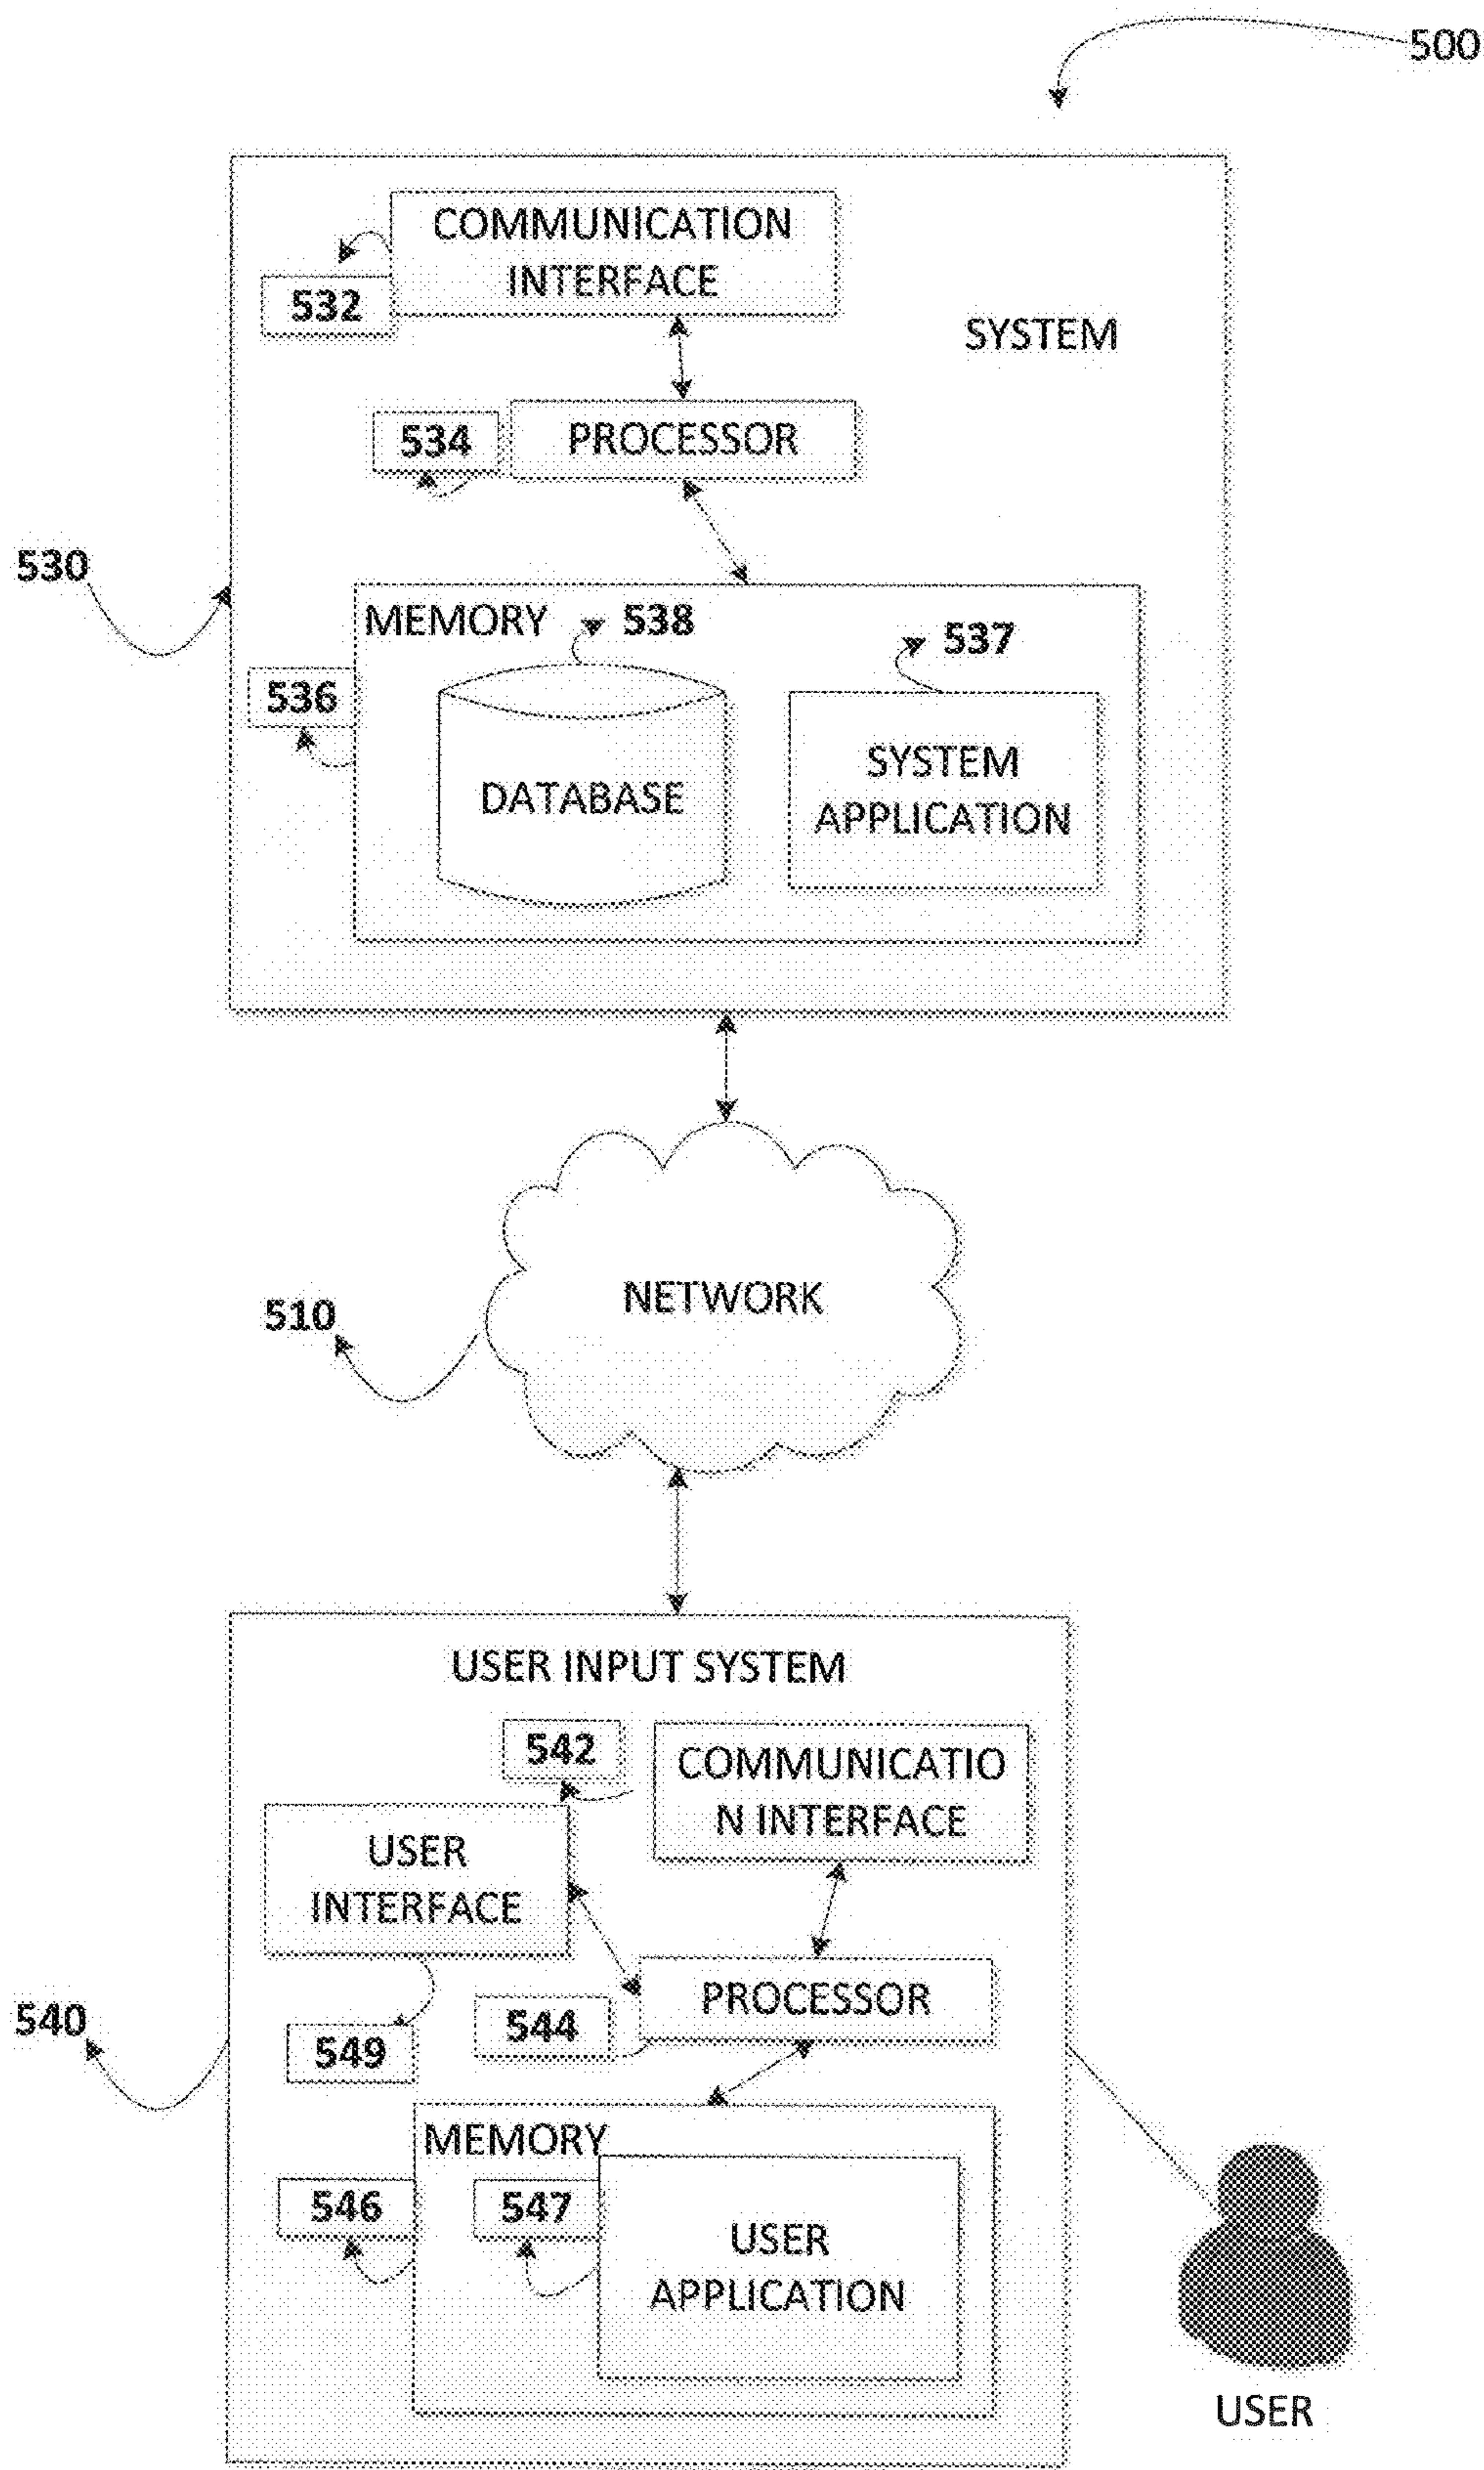 500
COMMUNICATION
INTERFACE
532
SYSTEM
534
PROCESSOR
530
MEMORY
538
537
536
DATABASE
SYSTEM
APPLICATION
NETWORK
510
USER INPUT SYSTEM
542
COMMUNICATIO
N INTERFACE
USER
INTERFACE
PROCESSOR
544
540
549
MEMORY
546
547
USER
APPLICATION
USER